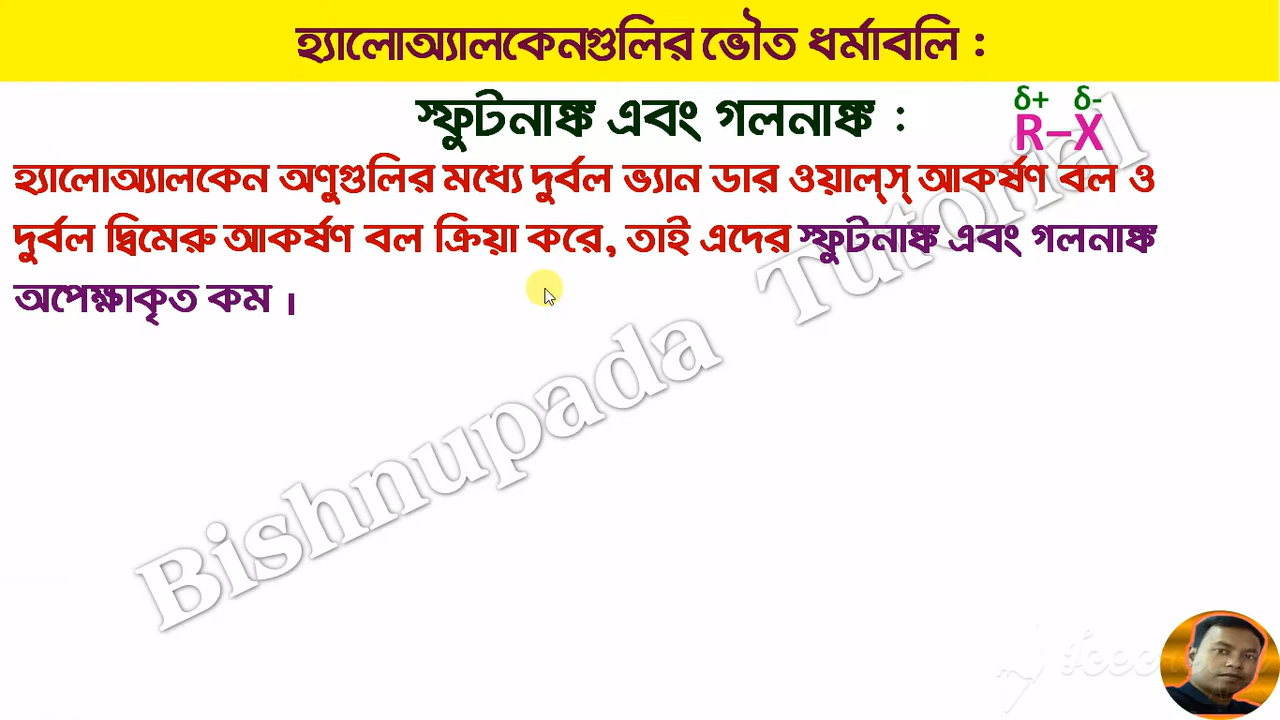 হ্যালোঅ্যালকেনগুলির ভৌত ধর্মাবলি :
স্ফুটনাঙ্ক এবং গলনাঙ্ক :
δ+ δ-
R–X
হ্যালোঅ্যালকেন অণুগুলির মধ্যে দুর্বল ভ্যান ডার ওয়াল্‌স্ আকর্ষণ বল ও
দুর্বল দ্বিমেরু আকর্ষণ বল ক্রিয়া করে, তাই এদের স্ফুটনাঙ্ক এবং গলনাঙ্ক
অপেক্ষাকৃত কম ।
Bishnupada Tutorial